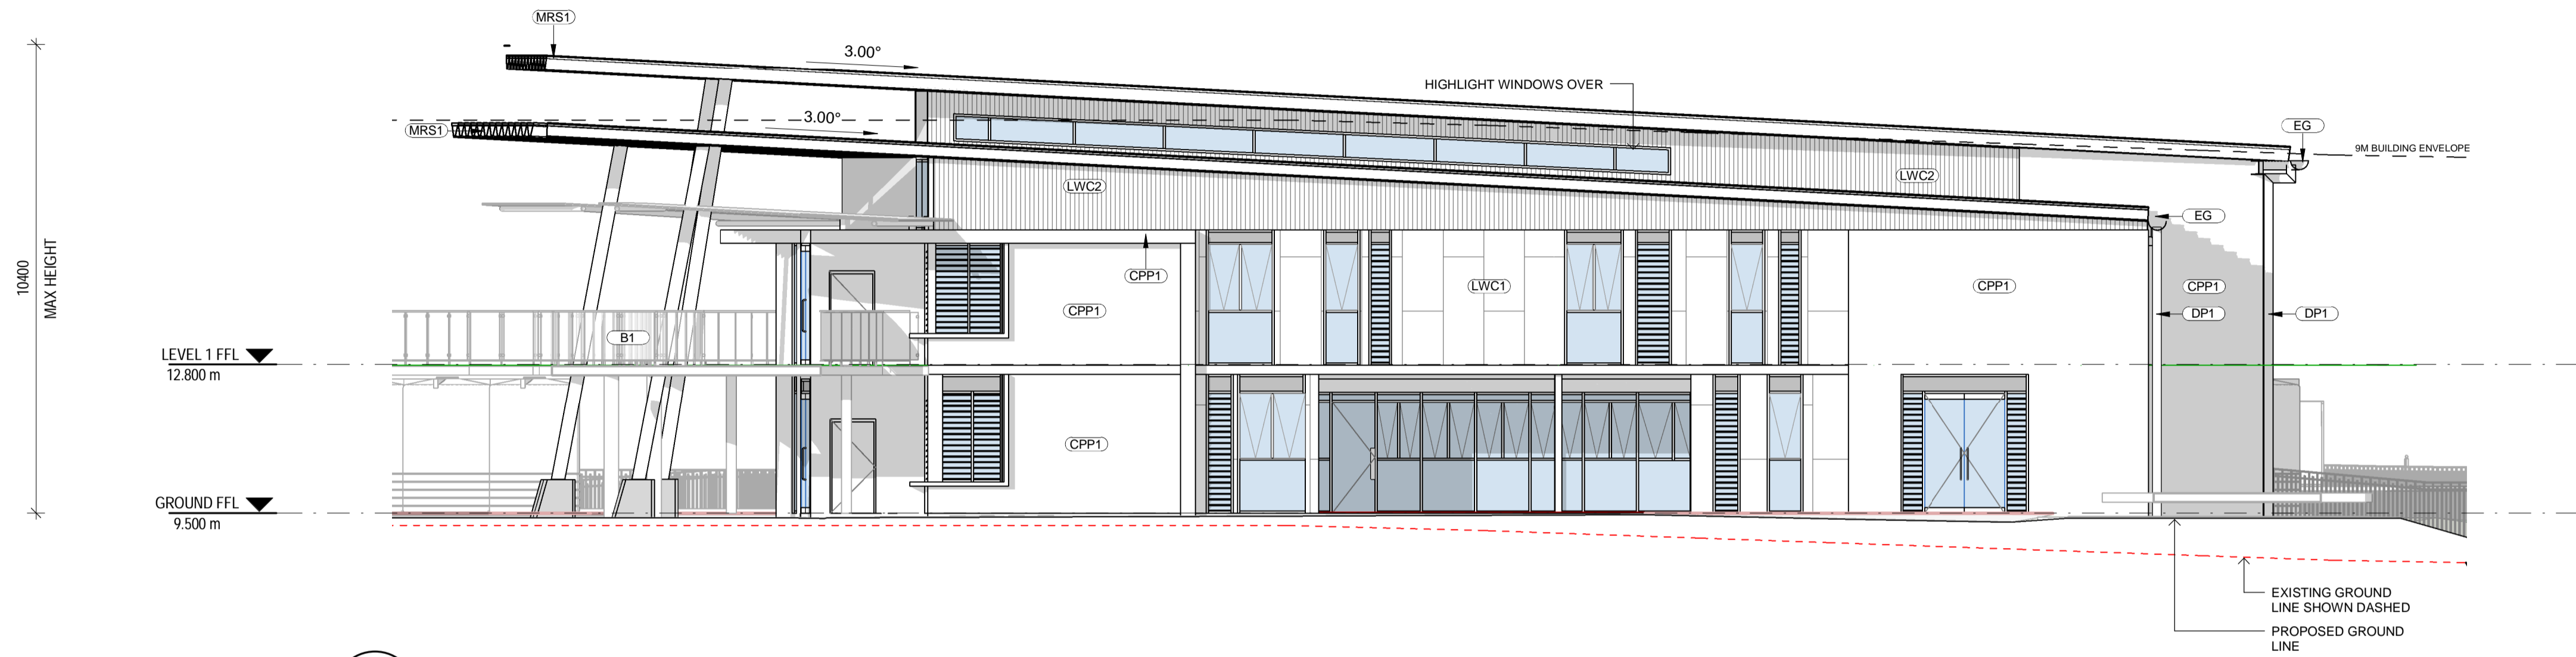 MRS1
3.00°
HIGHLIGHT WINDOWS OVER
MRS1
3.00°
EG
9M BUILDING ENVELOPE
LWC2
LWC2
EG
10400
MAX HEIGHT
CPP1
LWC1
CPP1
CPP1
CPP1
DP1
DP1
B1
LEVEL 1 FFL
12.800 m
CPP1
GROUND FFL
9.500 m
EXISTING GROUND
LINE SHOWN DASHED
PROPOSED GROUND
LINE